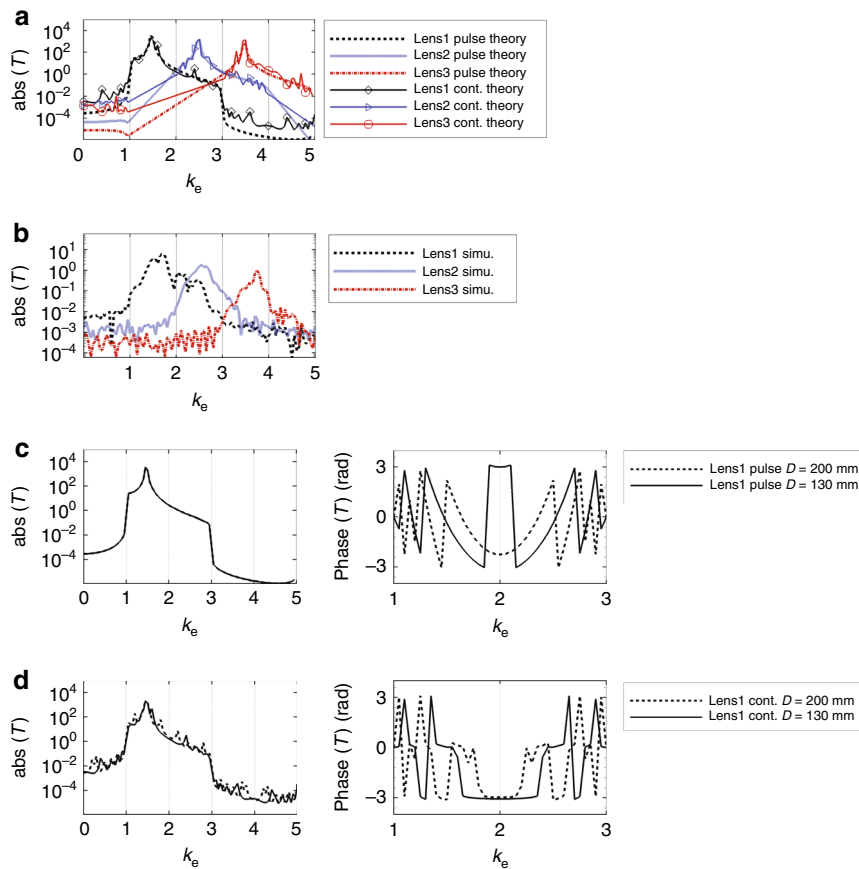 a
abs (T)
10^4
10^2
10^0
10^−2
10^−4
0 1 2 3 4 5
k_e
Lens1 pulse theory
Lens2 pulse theory
Lens3 pulse theory
Lens1 cont. theory
Lens2 cont. theory
Lens3 cont. theory
b
abs (T)
10^1
10^0
10^−2
10^−3
10^−4
0 1 2 3 4 5
k_e
Lens1 simu.
Lens2 simu.
Lens3 simu.
c
abs (T)
10^4
10^2
10^0
10^−2
10^−4
0 1 2 3 4 5
k_e
Phase (T) (rad)
3
0
−3
1 2 3
k_e
Lens1 pulse D = 200 mm
Lens1 pulse D = 130 mm
d
abs (T)
10^4
10^2
10^0
10^−2
10^−4
0 1 2 3 4 5
k_e
Phase (T) (rad)
3
0
−3
1 2 3
k_e
Lens1 cont. D = 200 mm
Lens1 cont. D = 130 mm